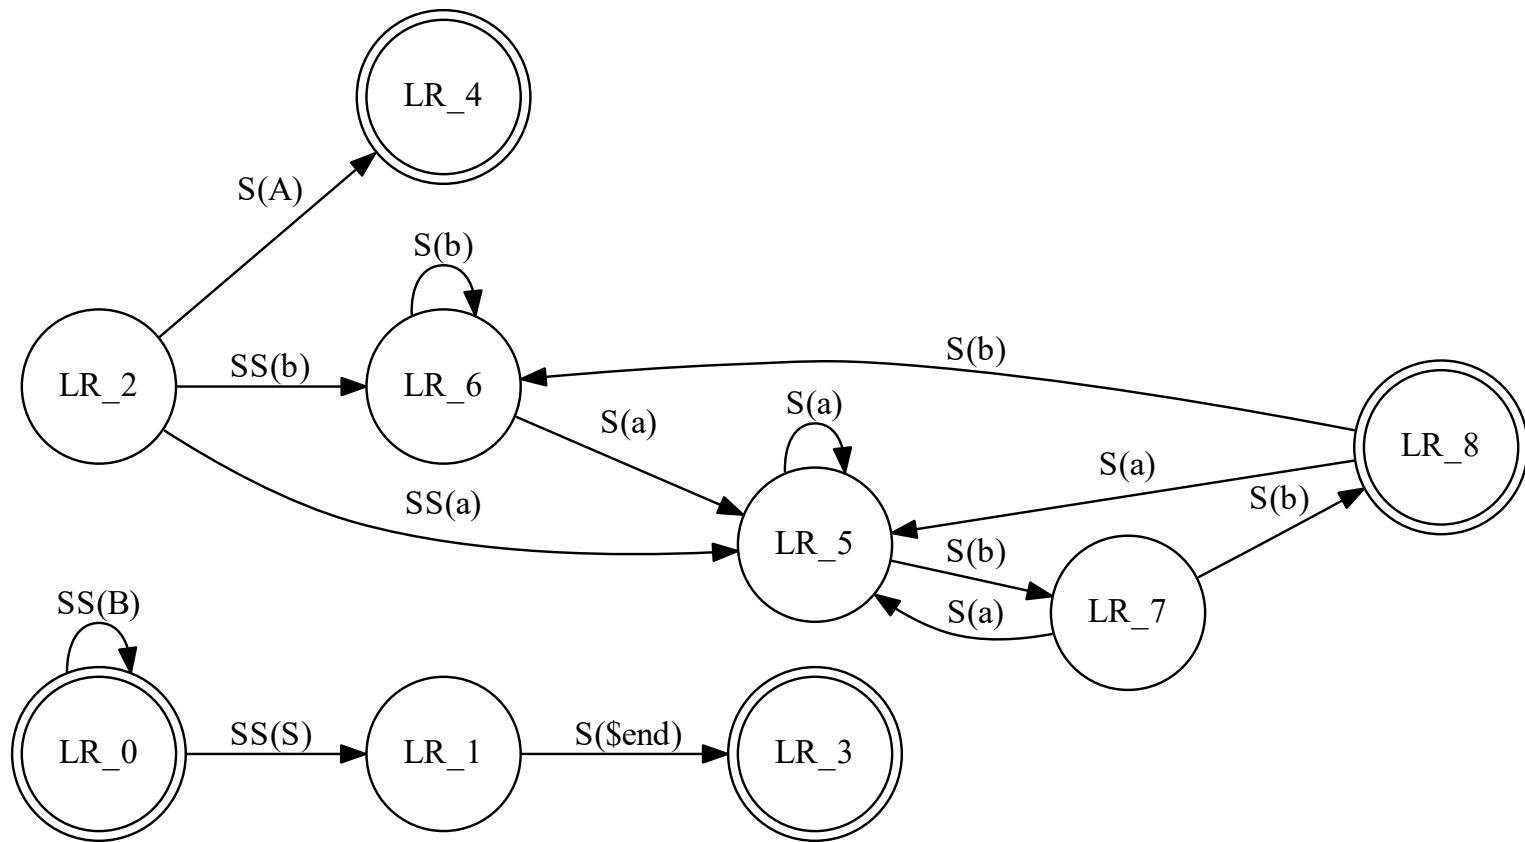 LR_4
S(A)
S(b)
LR_2
SS(b)
LR_6
S(b)
S(a)
S(a)
SS(a)
LR_5
S(a)
LR_8
S(b)
S(b)
S(a)
LR_7
SS(B)
LR_0
SS(S)
LR_1
S($end)
LR_3